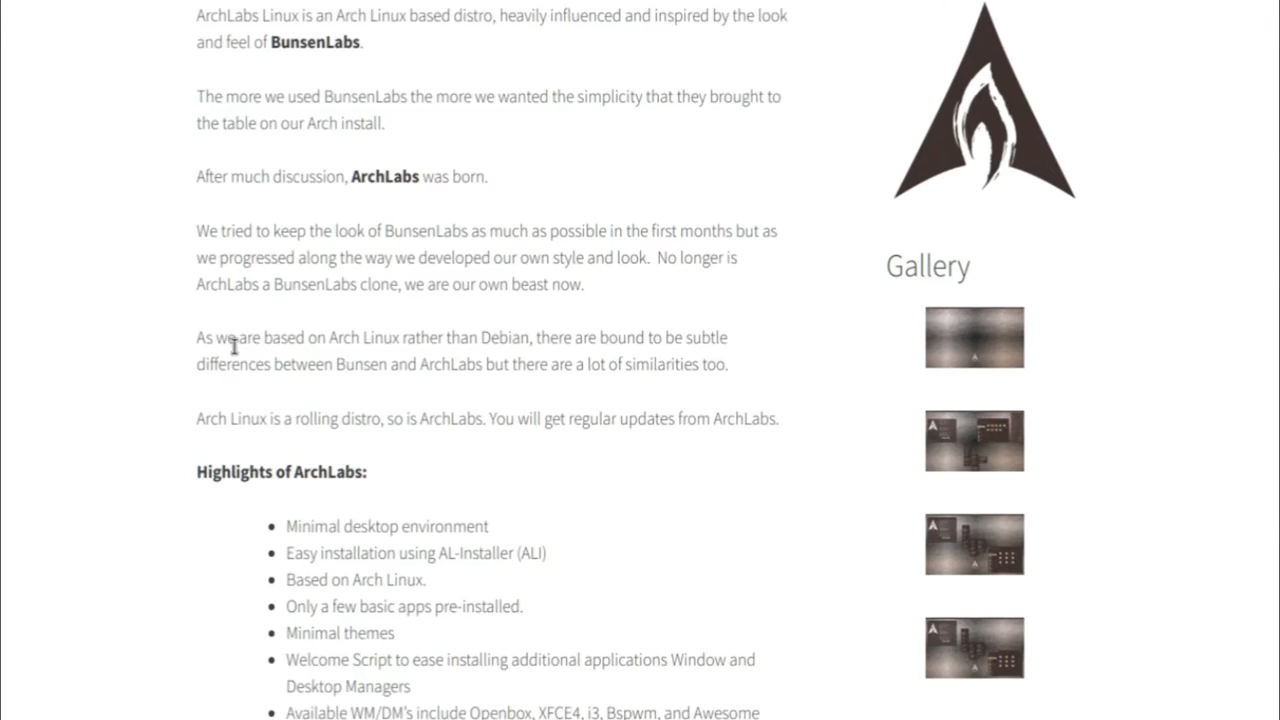 ArchLabs Linux is an Arch Linux based distro, heavily influenced and inspired by the look
and feel of BunsenLabs.
The more we used BunsenLabs the more we wanted the simplicity that they brought to
the table on our Arch install.
After much discussion, ArchLabs was born.
We tried to keep the look of BunsenLabs as much as possible in the first months but as
we progressed along the way we developed our own style and look.  No longer is
ArchLabs a BunsenLabs clone, we are our own beast now.
As we are based on Arch Linux rather than Debian, there are bound to be subtle
differences between Bunsen and ArchLabs but there are a lot of similarities too.
Arch Linux is a rolling distro, so is ArchLabs. You will get regular updates from ArchLabs.
Highlights of ArchLabs:
Minimal desktop environment
Easy installation using AL-Installer (ALI)
Based on Arch Linux.
Only a few basic apps pre-installed.
Minimal themes
Welcome Script to ease installing additional applications Window and
Desktop Managers
Available WM/DM's include Openbox, XFCE4, i3, Bspwm, and Awesome
Gallery